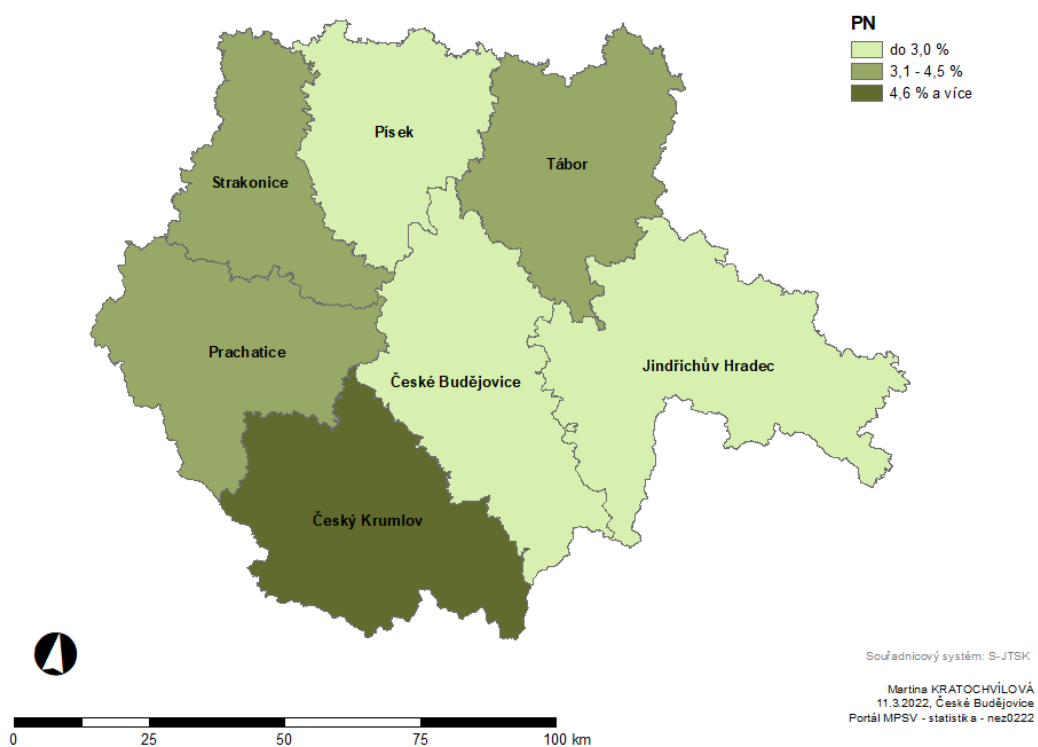 PN
do 3,0 %
3,1 - 4,5 %
4,6 % a více
Písek
Tábor
Strakonice
Prachatice
Jindřichův Hradec
České Budějovice
Český Krumlov
Souřadnicový systém: S-JTSK
Martina KRATOCHVÍLOVÁ
11.3.2022, České Budějovice
Portál MPSV - statistika - nez0222
0 25 50 75 100 km